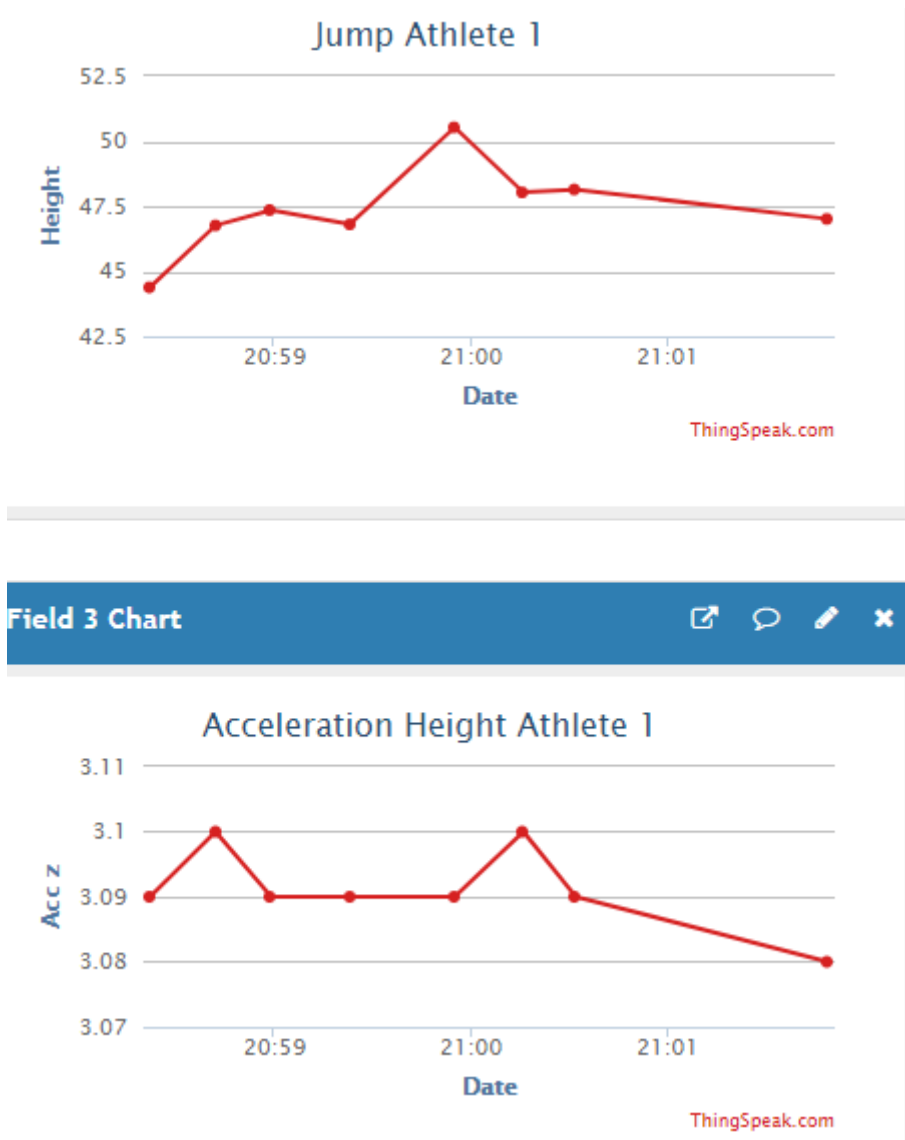 Jump Athlete 1
52.5
50
47.5
45
42.5
Height
20:59 21:00 21:01
Date
ThingSpeak.com
Field 3 Chart
Acceleration Height Athlete 1
3.11
3.1
3.09
3.08
3.07
Acc z
20:59 21:00 21:01
Date
ThingSpeak.com